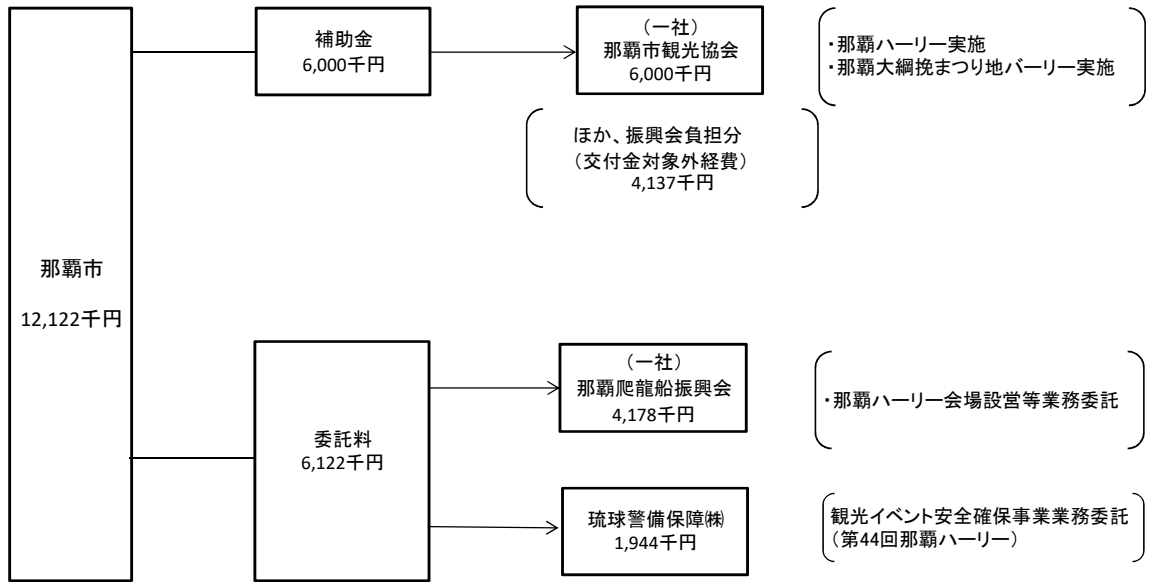 那覇市
12,122千円
補助金
6,000千円
（一社）
那覇市観光協会
6,000千円
・那覇ハーリー実施
・那覇大綱挽まつり地バーリー実施
ほか、振興会負担分
（交付金対象外経費）
4,137千円
委託料
6,122千円
（一社）
那覇爬龍船振興会
4,178千円
・那覇ハーリー会場設営等業務委託
琉球警備保障㈱
1,944千円
観光イベント安全確保事業業務委託
（第44回那覇ハーリー）